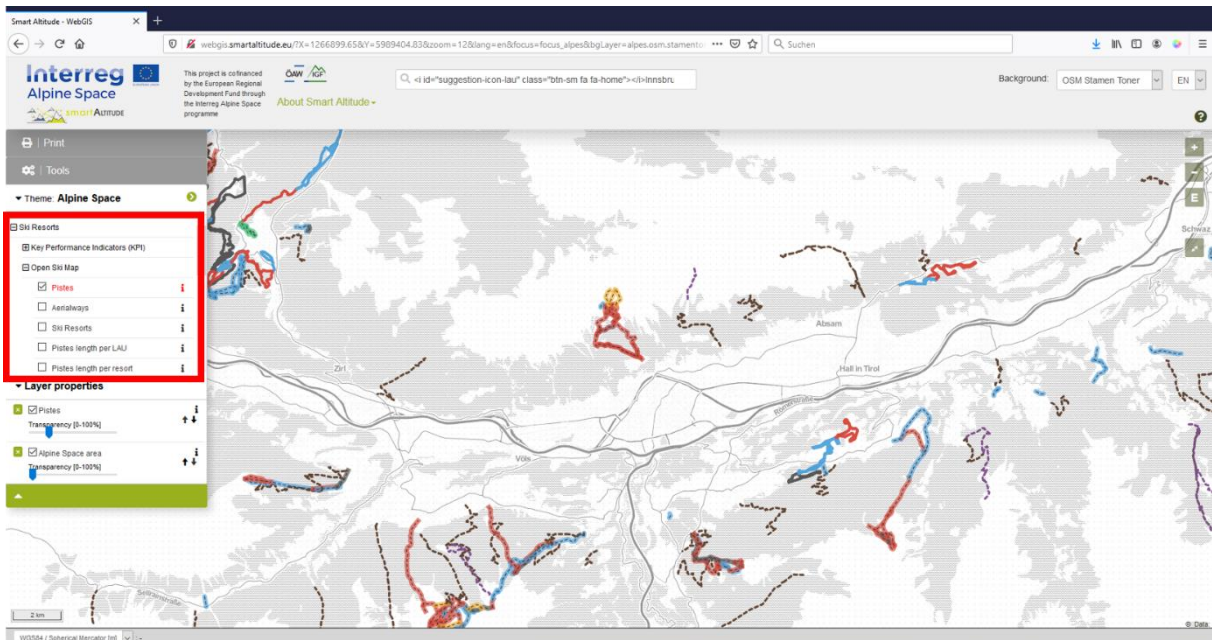 Smart Altitude - WebGIS
webgis.smartaltitude.eu/?X=1266899.65&Y=5989404.83&zoom=12&lang=en&focus=focus_alpes&bgLayer=alpes.osm.stamento
Suchen
Interreg
Alpine Space
smartAltitude
This project is cofinanced
by the European Regional
Development Fund through
the Interreg Alpine Space
programme
ÖAW IGF
About Smart Altitude
<i id="suggestion-icon-lau" class="btn-sm fa fa-home"></i>Innsbru
Background: OSM Stamen Toner
EN
Print
Tools
Theme: Alpine Space
Ski Resorts
Key Performance Indicators (KPI)
Open Ski Map
Pistes
Aerialways
Ski Resorts
Pistes length per LAU
Pistes length per resort
Layer properties
Pistes
Transparency [0-100%]
Alpine Space area
Transparency [0-100%]
E
Schwaz
Absam
Hall in Tirol
Zirl
Völs
2 km
© Data
WGS84 / Spherical Mercator [m]